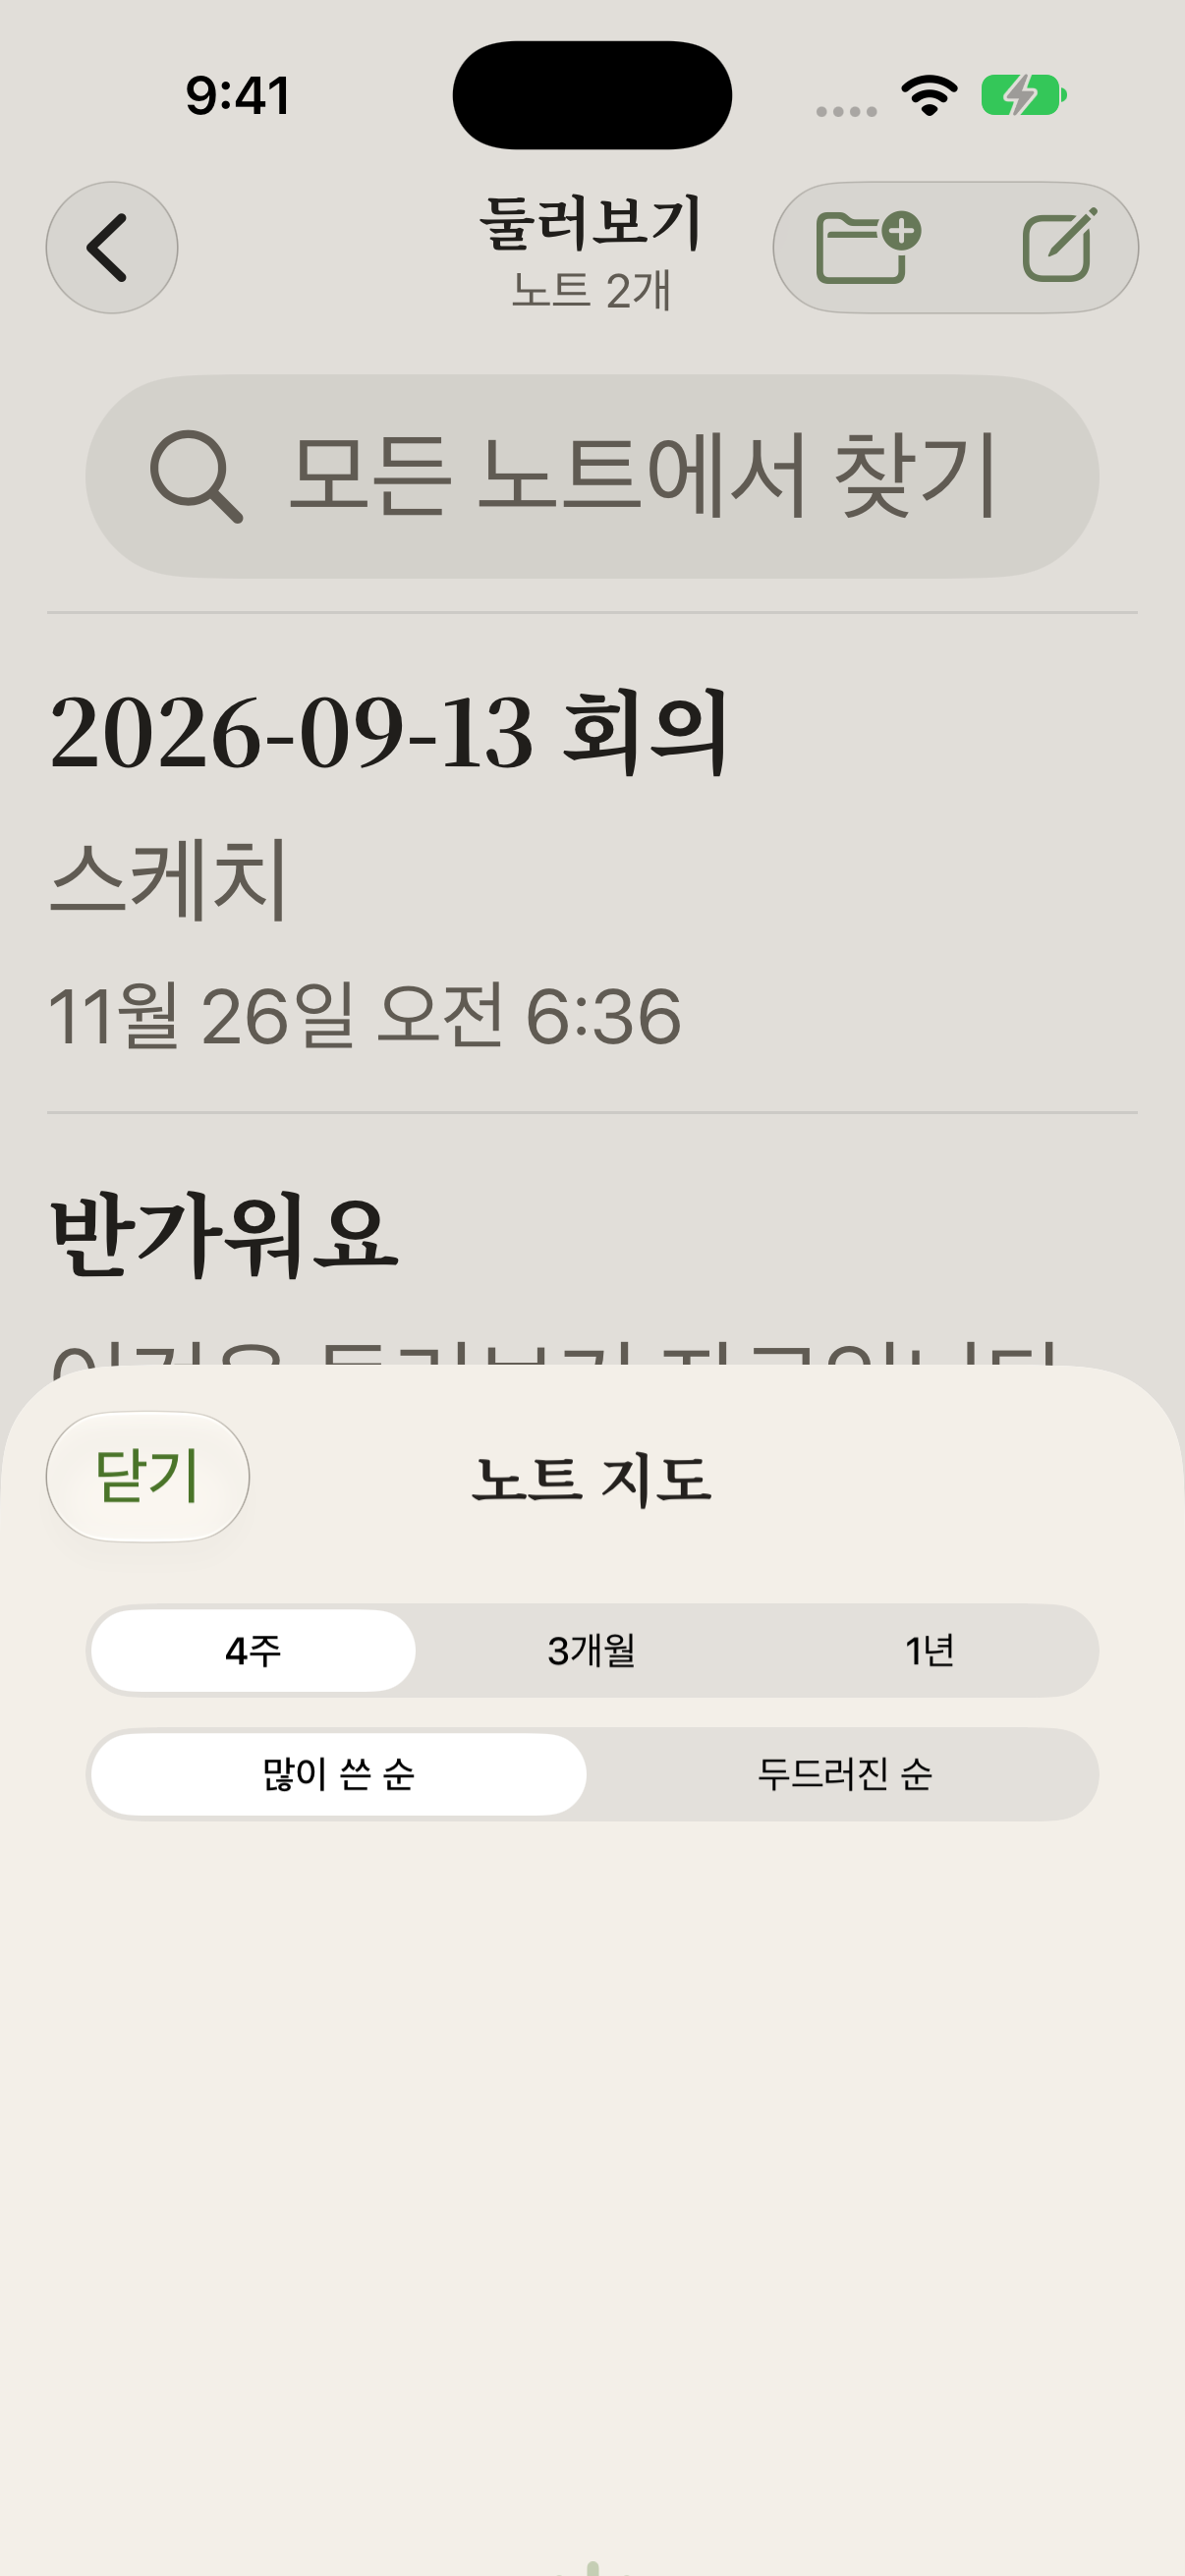 9:41
둘러보기
노트 2개
모든 노트에서 찾기
2026-09-13 회의
스케치
11월 26일 오전 6:36
반가워요
닫기
노트 지도
4주
3개월
1년
많이 쓴 순
두드러진 순